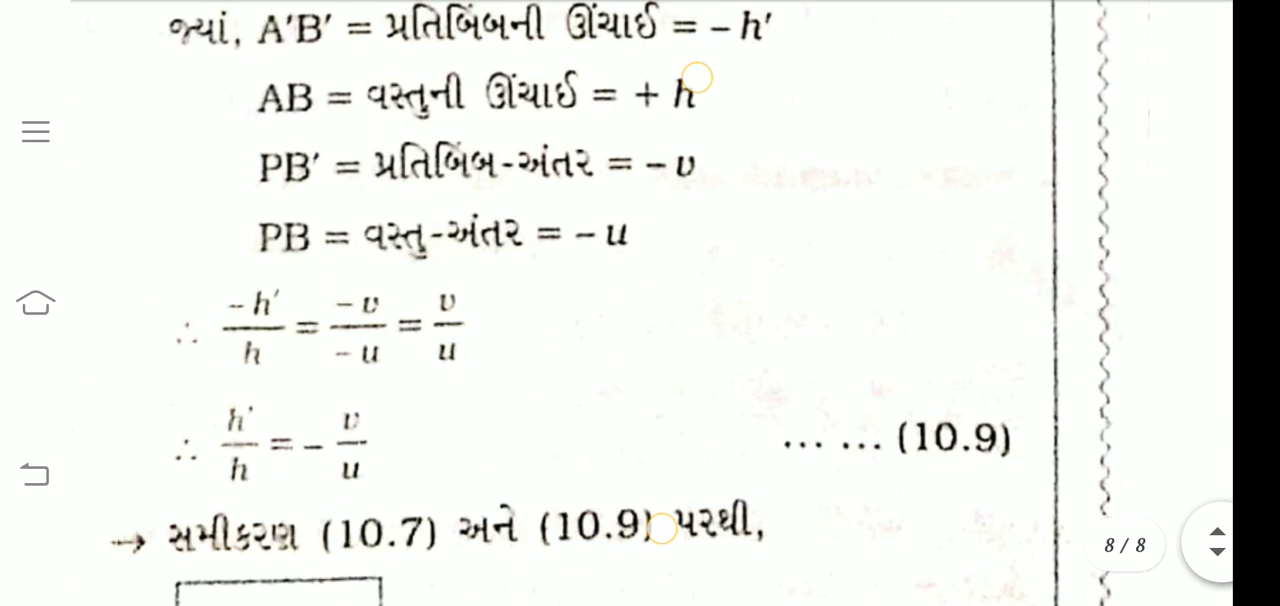 જ્યાં, A′B′ = પ્રતિબિંબની ઊંચાઈ = – h′
AB = વસ્તુની ઊંચાઈ = + h
PB′ = પ્રતિબિંબ-અંતર = – v
PB = વસ્તુ-અંતર = – u
∴ – h′ / h = – v / – u = v / u
∴ h′ / h = – v / u ... ... (10.9)
→ સમીકરણ (10.7) અને (10.9) પરથી,
8 / 8